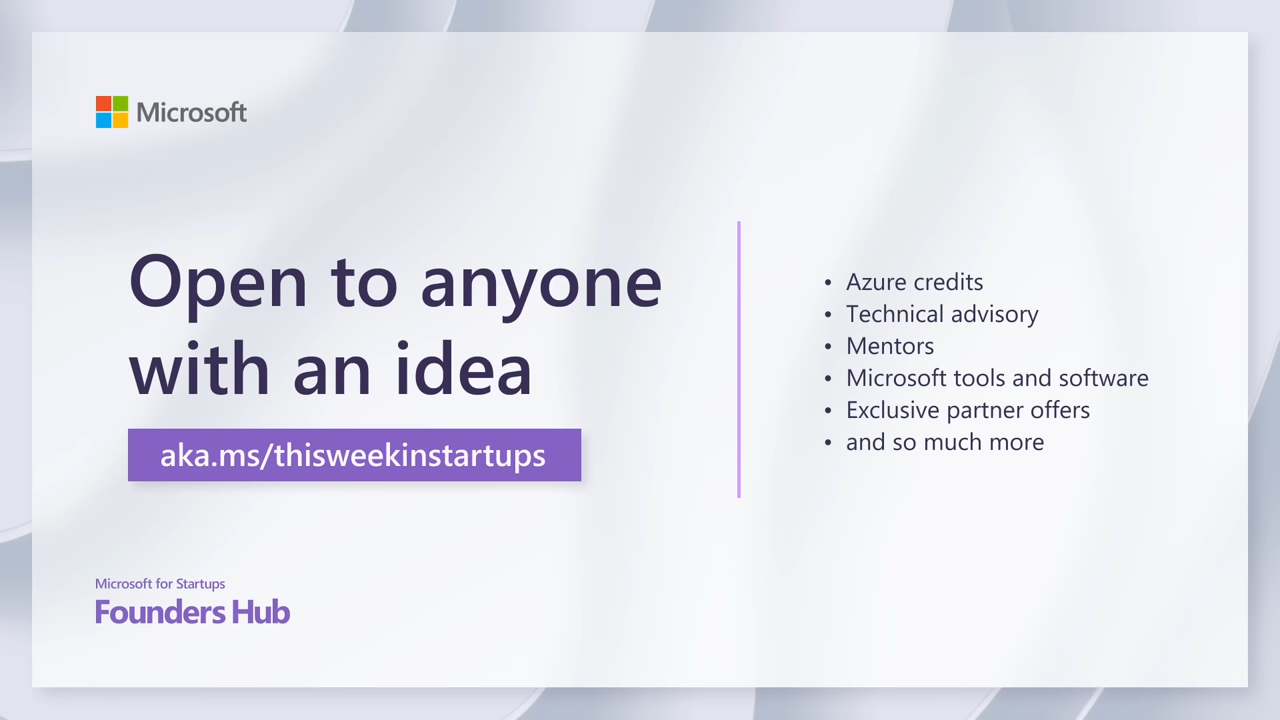 Microsoft
Open to anyone
with an idea
aka.ms/thisweekinstartups
Microsoft for Startups
Founders Hub
• Azure credits
• Technical advisory
• Mentors
• Microsoft tools and software
• Exclusive partner offers
• and so much more